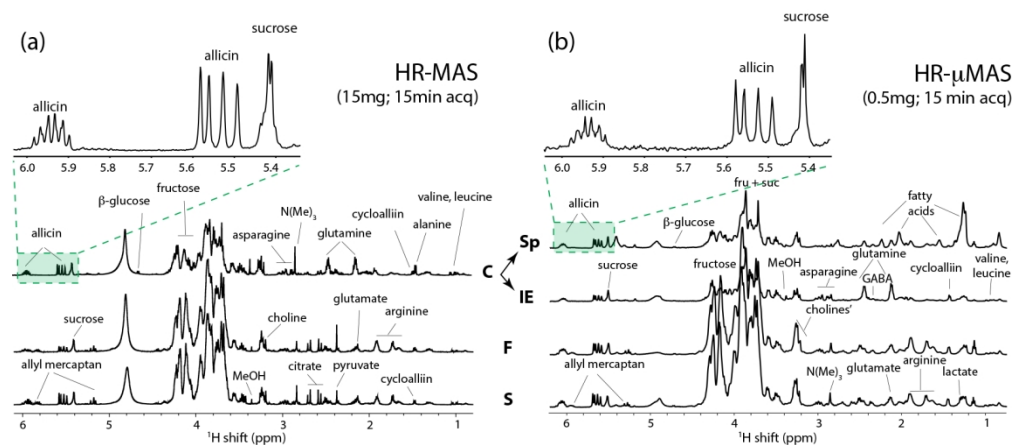 (a)
HR-MAS
(15mg; 15min acq)
allicin
allicin
sucrose
6.0 5.9 5.8 5.7 5.6 5.5 5.4
allicin
β-glucose
fructose
asparagine
N(Me)3
glutamine
cycloalliin
valine, leucine
alanine
C
sucrose
choline
glutamate
arginine
allyl mercaptan
MeOH
citrate
pyruvate
cycloalliin
6 5 4 3 2 1
¹H shift (ppm)
(b)
HR-μMAS
(0.5mg; 15 min acq)
allicin
allicin
sucrose
6.0 5.9 5.8 5.7 5.6 5.5 5.4
fru + suc
allicin
β-glucose
fatty
acids
Sp
sucrose
fructose
MeOH
asparagine
glutamine
GABA
cycloalliin
valine,
leucine
IE
cholines'
F
allyl mercaptan
N(Me)3
glutamate
arginine
lactate
S
6 5 4 3 2 1
¹H shift (ppm)